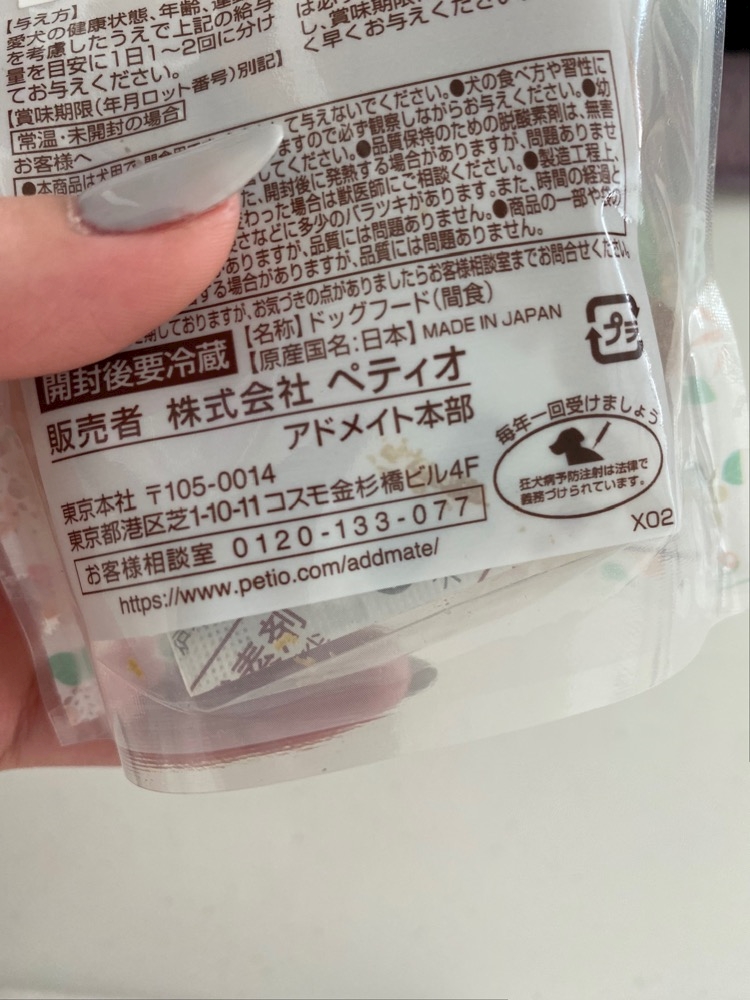 【与え方】
愛犬の健康状態、年齢、運
を考慮したうえで上記の給与
量を目安に1日1~2回に分け
てお与えください。
【賞味期限(年月ロット番号)別記】
常温・未開封の場合
し、賞味期限
く早くお与えください
お客様へ
●本商品は犬用で、間食用で
て与えないでください。●犬の食べ方や習性に
ますので必ず観察しながらお与えください。●幼
してください。●品質保持のための脱酸素剤は、無害
た、開封後に発熱する場合がありますが、問題ありませ
わった場合は獣医師にご相談ください。●製造工程上、
さなどに多少のバラツキがあります。また、時間の経過と
ありますが、品質には問題ありません。●商品の一部や
する場合がありますが、品質には問題ありません。
期しておりますが、お気づきの点がありましたらお客様相談室までお問合せください。
開封後要冷蔵
【名称】ドッグフード(間食)
【原産国名:日本】MADE IN JAPAN
プラ
販売者 株式会社 ペティオ
アドメイト本部
毎年一回受けましょう
狂犬病予防注射は法律で
義務づけられています。
東京本社 〒105-0014
東京都港区芝1-10-11コスモ金杉橋ビル4F
お客様相談室 0120-133-077
X02
https://www.petio.com/addmate/